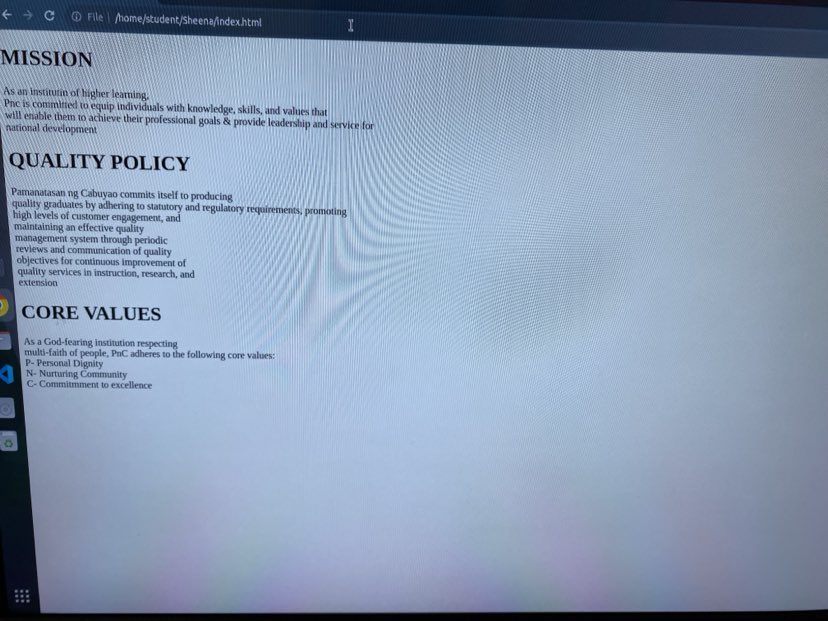 File | /home/student/Sheena/index.html
MISSION
As an institutin of higher learning,
Pnc is committed to equip individuals with knowledge, skills, and values that
will enable them to achieve their professional goals & provide leadership and service for
national development
QUALITY POLICY
Pamanatasan ng Cabuyao commits itself to producing
quality graduates by adhering to statutory and regulatory requirements, promoting
high levels of customer engagement, and
maintaining an effective quality
management system through periodic
reviews and communication of quality
objectives for continuous improvement of
quality services in instruction, research, and
extension
CORE VALUES
As a God-fearing institution respecting
multi-faith of people, PnC adheres to the following core values:
P- Personal Dignity
N- Nurturing Community
C- Commitmment to excellence